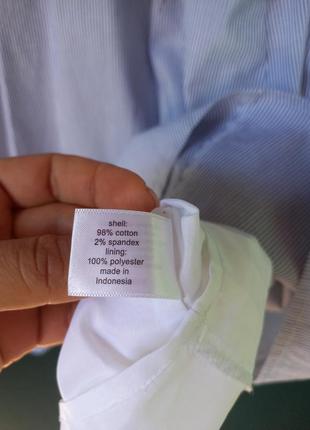 shell:
98% cotton
2% spandex
lining:
100% polyester
made in
Indonesia